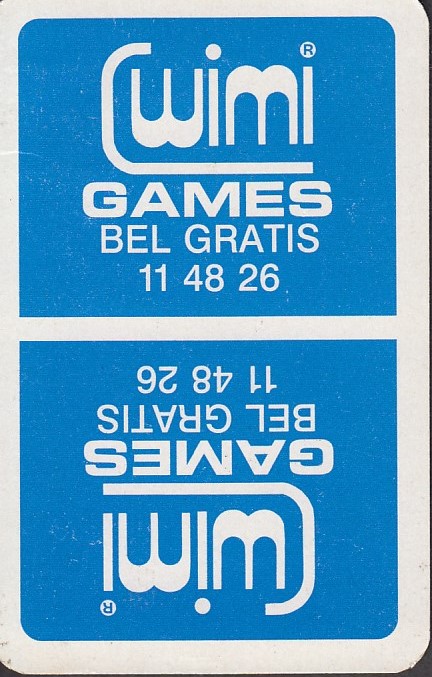 wimi®
GAMES
BEL GRATIS
11 48 26
wimi®
GAMES
BEL GRATIS
11 48 26